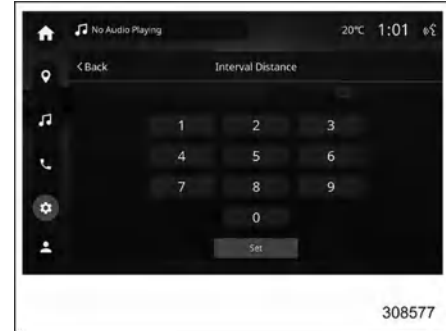 No Audio Playing 20°C 1:01
<Back Interval Distance
1 2 3
4 5 6
7 8 9
0
Set
308577